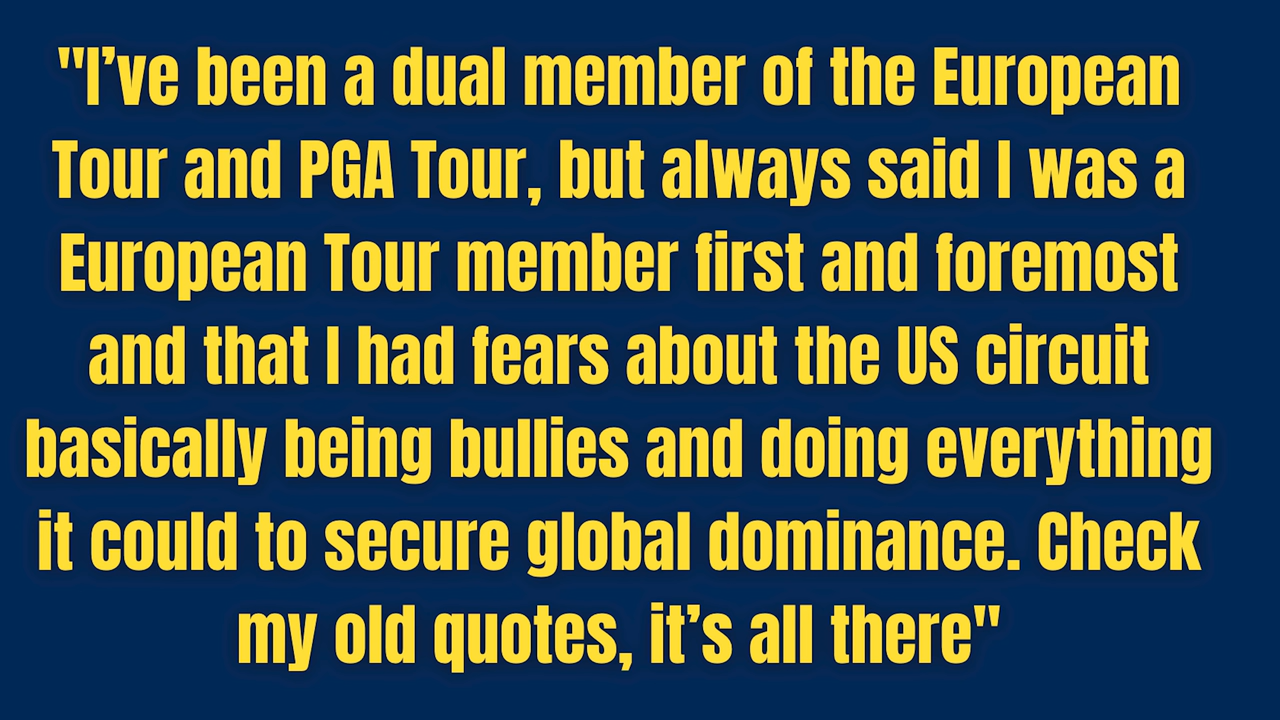 "I’ve been a dual member of the European
Tour and PGA Tour, but always said I was a
European Tour member first and foremost
and that I had fears about the US circuit
basically being bullies and doing everything
it could to secure global dominance. Check
my old quotes, it’s all there"